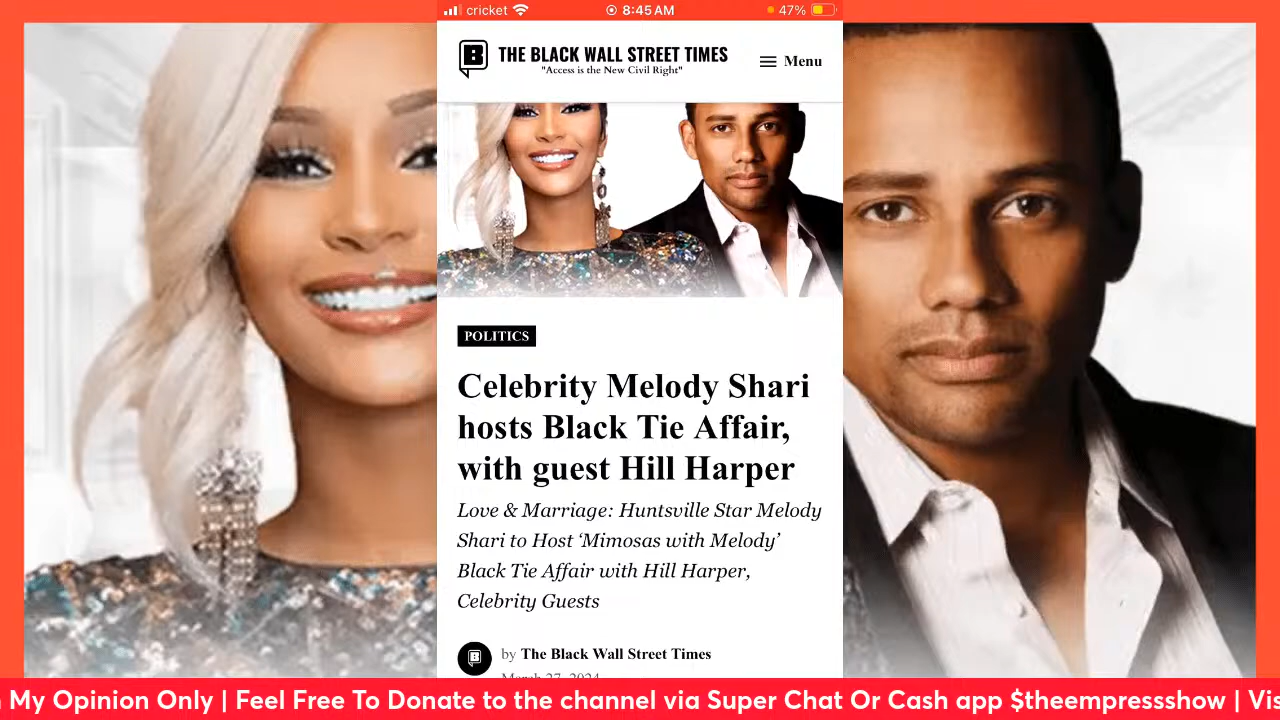 cricket
8:45 AM
47%
B
THE BLACK WALL STREET TIMES
"Access is the New Civil Right"
Menu
POLITICS
Celebrity Melody Shari
hosts Black Tie Affair,
with guest Hill Harper
Love & Marriage: Huntsville Star Melody
Shari to Host ‘Mimosas with Melody’
Black Tie Affair with Hill Harper,
Celebrity Guests
by The Black Wall Street Times
March 27, 2024
My Opinion Only | Feel Free To Donate to the channel via Super Chat Or Cash app $theempressshow |